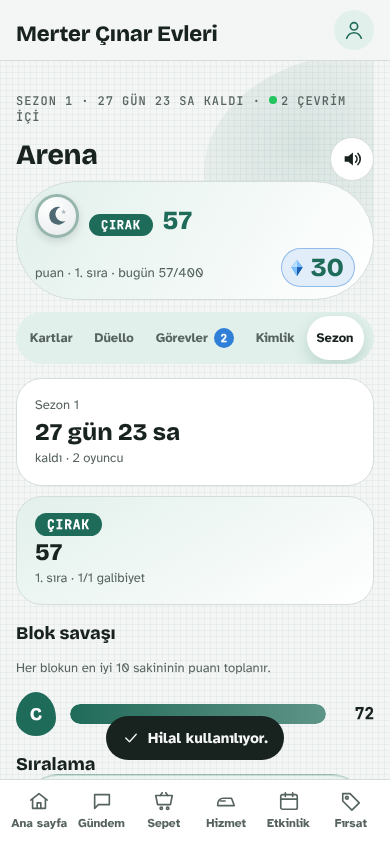 Merter Çınar Evleri
SEZON 1 · 27 GÜN 23 SA KALDI · 2 ÇEVRİM
İÇİ
Arena
ÇIRAK 57
puan · 1. sıra · bugün 57/400
30
Kartlar Düello Görevler 2 Kimlik Sezon
Sezon 1
27 gün 23 sa
kaldı · 2 oyuncu
ÇIRAK
57
1. sıra · 1/1 galibiyet
Blok savaşı
Her blokun en iyi 10 sakininin puanı toplanır.
C 72
Hilal kullanılıyor.
Sıralama
Ana sayfa Gündem Sepet Hizmet Etkinlik Fırsat